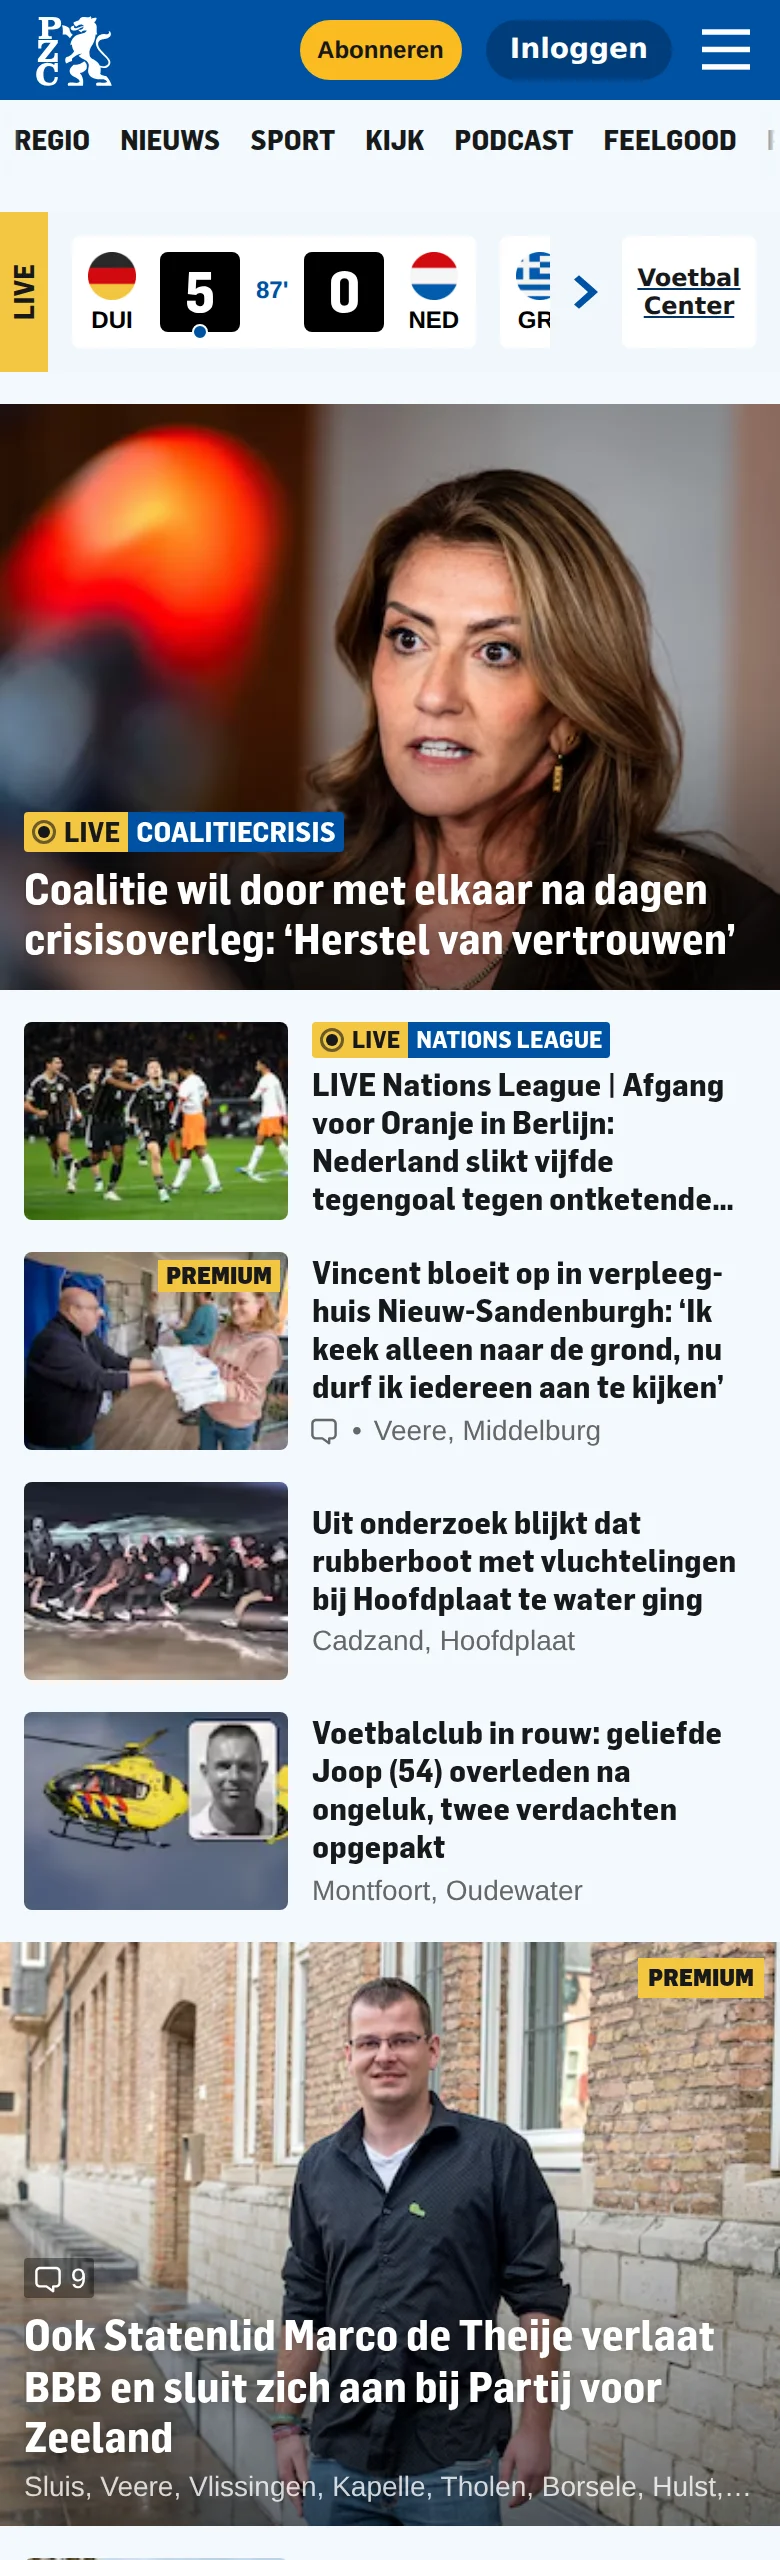 PZC
Abonneren
Inloggen
REGIO NIEUWS SPORT KIJK PODCAST FEELGOOD
LIVE
5 87' 0
DUI NED
GR
Voetbal
Center
LIVE COALITIECRISIS
Coalitie wil door met elkaar na dagen
crisisoverleg: ‘Herstel van vertrouwen’
LIVE NATIONS LEAGUE
LIVE Nations League | Afgang
voor Oranje in Berlijn:
Nederland slikt vijfde
tegengoal tegen ontketende...
PREMIUM
Vincent bloeit op in verpleeg-
huis Nieuw-Sandenburgh: ‘Ik
keek alleen naar de grond, nu
durf ik iedereen aan te kijken’
• Veere, Middelburg
Uit onderzoek blijkt dat
rubberboot met vluchtelingen
bij Hoofdplaat te water ging
Cadzand, Hoofdplaat
Voetbalclub in rouw: geliefde
Joop (54) overleden na
ongeluk, twee verdachten
opgepakt
Montfoort, Oudewater
PREMIUM
9
Ook Statenlid Marco de Theije verlaat
BBB en sluit zich aan bij Partij voor
Zeeland
Sluis, Veere, Vlissingen, Kapelle, Tholen, Borsele, Hulst,...